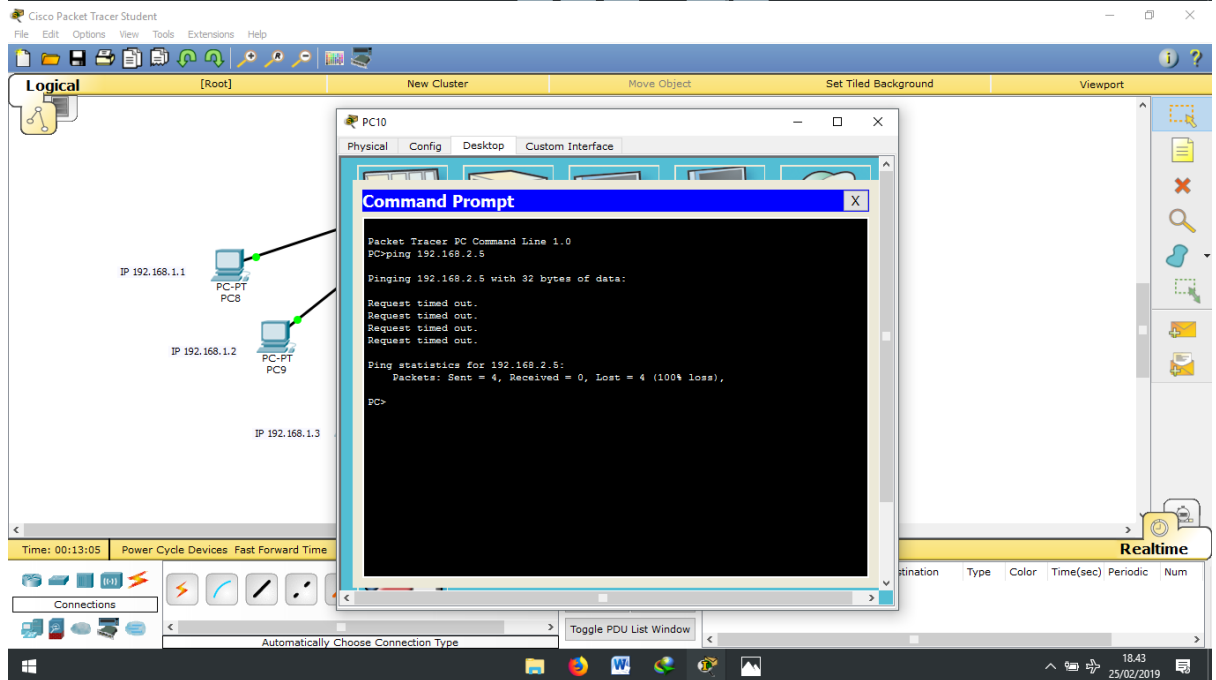 Cisco Packet Tracer Student
File Edit Options View Tools Extensions Help
Logical [Root] New Cluster Move Object Set Tiled Background Viewport
PC10
Physical Config Desktop Custom Interface
Command Prompt X
Packet Tracer PC Command Line 1.0
PC>ping 192.168.2.5
Pinging 192.168.2.5 with 32 bytes of data:
Request timed out.
Request timed out.
Request timed out.
Request timed out.
Ping statistics for 192.168.2.5:
Packets: Sent = 4, Received = 0, Lost = 4 (100% loss),
PC>
IP 192.168.1.1
PC-PT
PC8
IP 192.168.1.2
PC-PT
PC9
IP 192.168.1.3
Time: 00:13:05 Power Cycle Devices Fast Forward Time Realtime
Connections
Automatically Choose Connection Type
Toggle PDU List Window
Type Color Time(sec) Periodic Num
18.43
25/02/2019